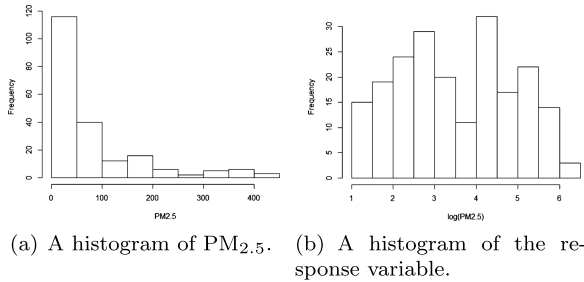 Frequency
0 20 40 60 80 100 120
0 100 200 300 400
PM2.5
(a) A histogram of PM2.5.
Frequency
0 5 10 15 20 25 30
1 2 3 4 5 6
log(PM2.5)
(b) A histogram of the re-
sponse variable.